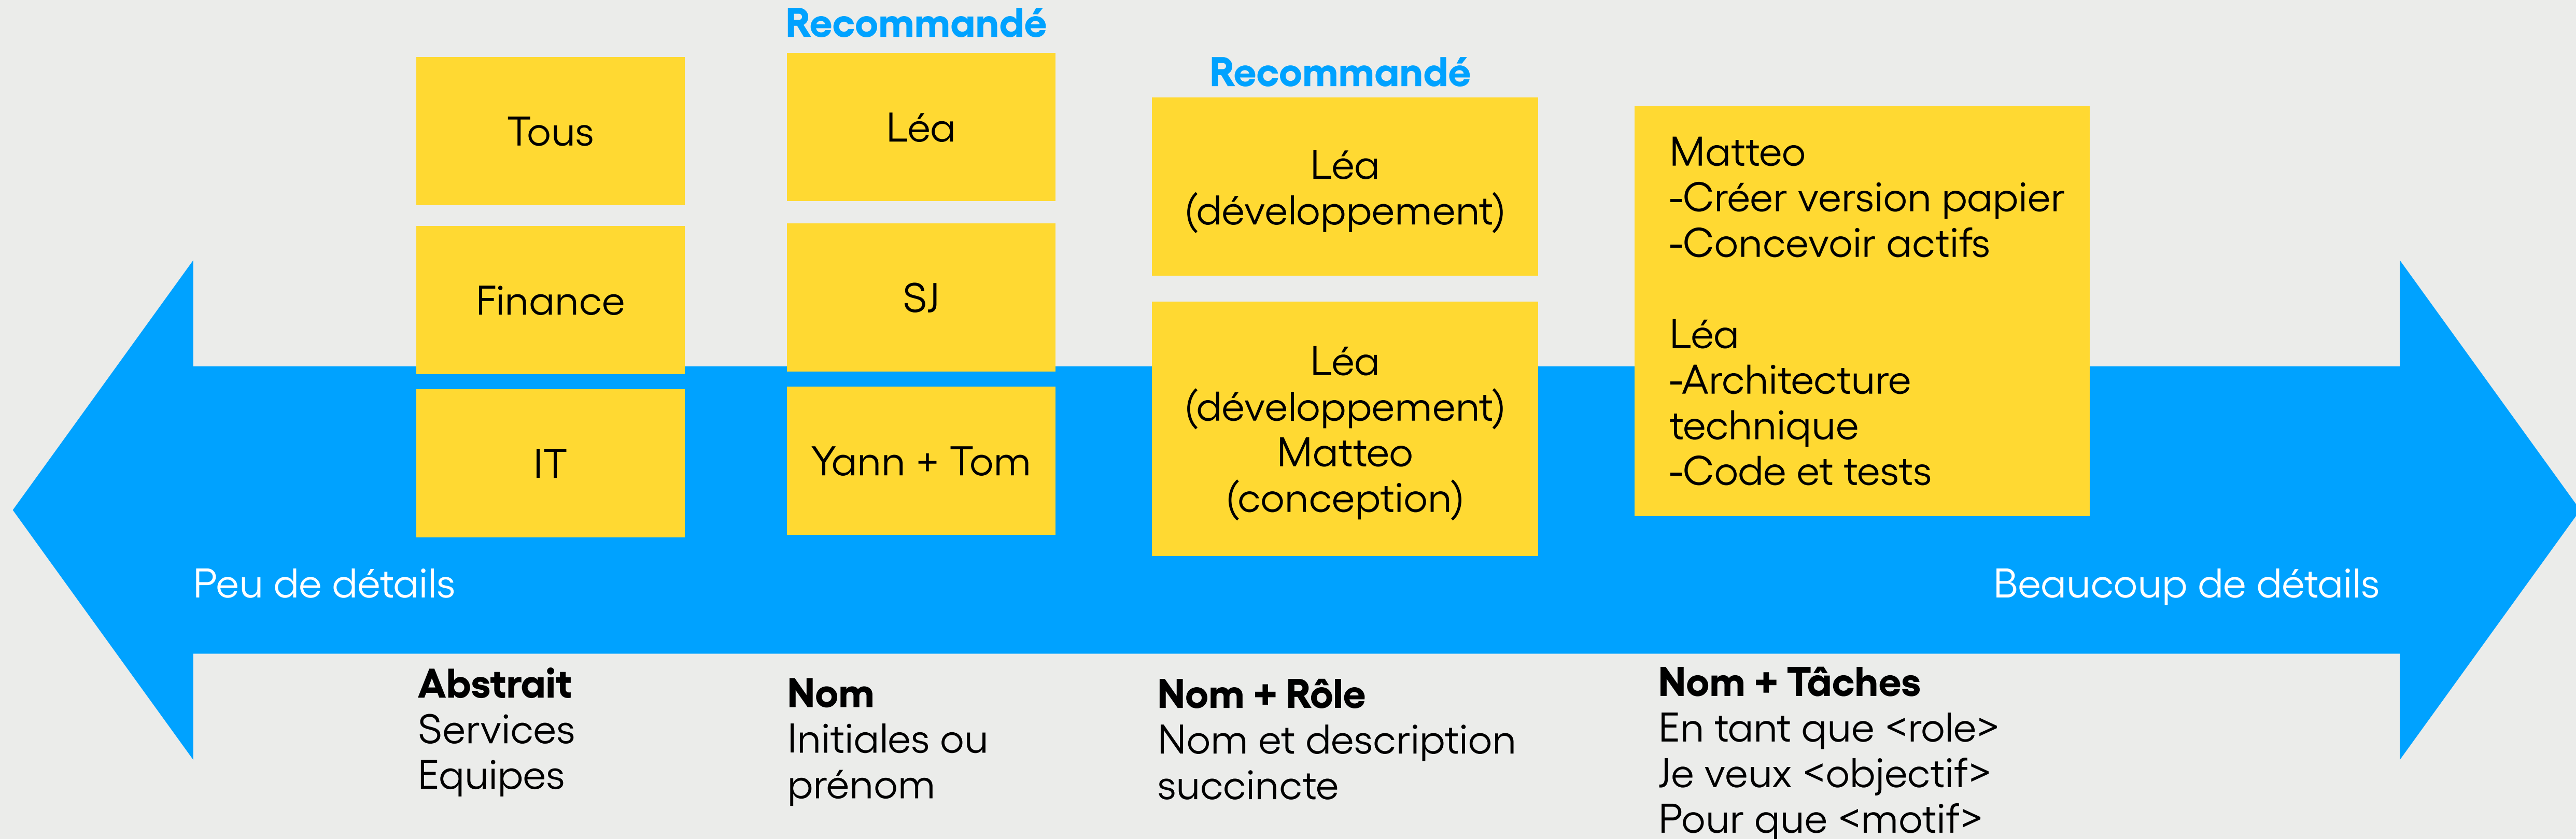 Recommandé
Tous
Finance
IT
Léa
SJ
Yann + Tom
Recommandé
Léa
(développement)
Léa
(développement)
Matteo
(conception)
Matteo
-Créer version papier
-Concevoir actifs
Léa
-Architecture
technique
-Code et tests
Peu de détails
Beaucoup de détails
Abstrait
Services
Equipes
Nom
Initiales ou
prénom
Nom + Rôle
Nom et description
succincte
Nom + Tâches
En tant que <role>
Je veux <objectif>
Pour que <motif>